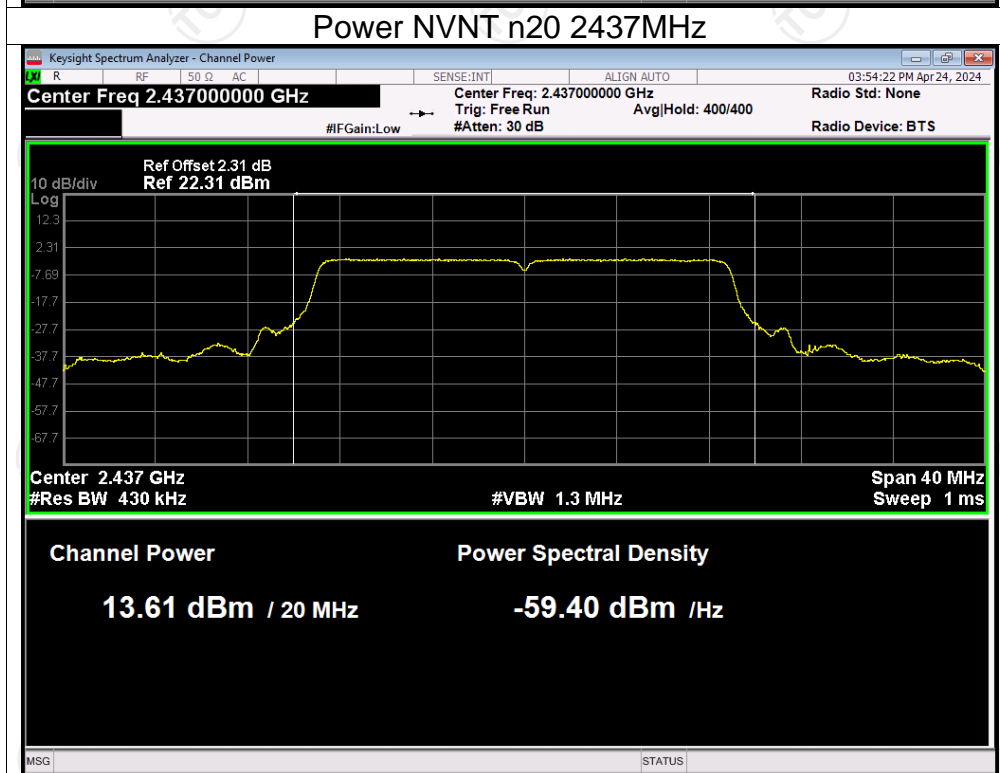 Power NVNT n20 2437MHz
Keysight Spectrum Analyzer - Channel Power
LXI R RF 50 Ω AC SENSE:INT ALIGN AUTO 03:54:22 PM Apr 24, 2024
Center Freq 2.437000000 GHz Center Freq: 2.437000000 GHz Radio Std: None
Trig: Free Run Avg|Hold: 400/400
#IFGain:Low #Atten: 30 dB Radio Device: BTS
Ref Offset 2.31 dB
10 dB/div Ref 22.31 dBm
Log
12.3
2.31
-7.69
-17.7
-27.7
-37.7
-47.7
-57.7
-67.7
Center 2.437 GHz Span 40 MHz
#Res BW 430 kHz #VBW 1.3 MHz Sweep 1 ms
Channel Power Power Spectral Density
13.61 dBm / 20 MHz -59.40 dBm /Hz
MSG STATUS